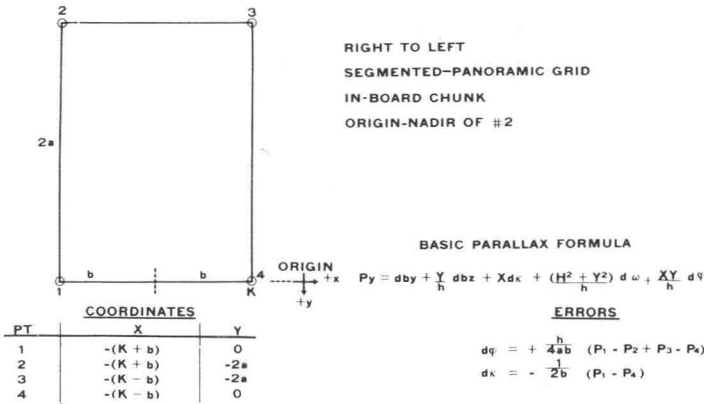 2 3
RIGHT TO LEFT
SEGMENTED-PANORAMIC GRID
IN-BOARD CHUNK
ORIGIN-NADIR OF #2
2a
BASIC PARALLAX FORMULA
b b
ORIGIN
1 K 4 +x
+y
Py = dby + Y/h dbz + Xdκ + (H² + Y²)/h dω + XY/h dφ
COORDINATES
PT X Y
1 -(K + b) 0
2 -(K + b) -2a
3 -(K - b) -2a
4 -(K - b) 0
ERRORS
dφ = + h/4ab (P₁ - P₂ + P₃ - P₄)
dκ = - 1/2b (P₁ - P₄)